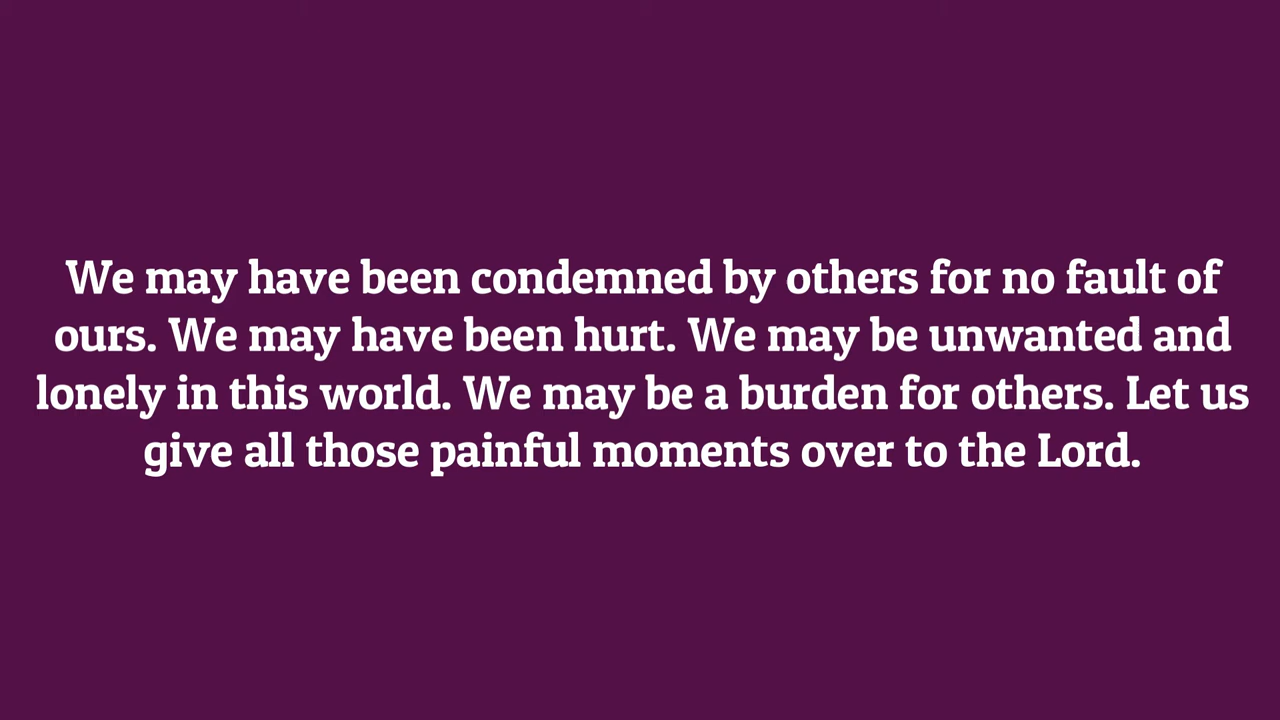 We may have been condemned by others for no fault of
ours. We may have been hurt. We may be unwanted and
lonely in this world. We may be a burden for others. Let us
give all those painful moments over to the Lord.